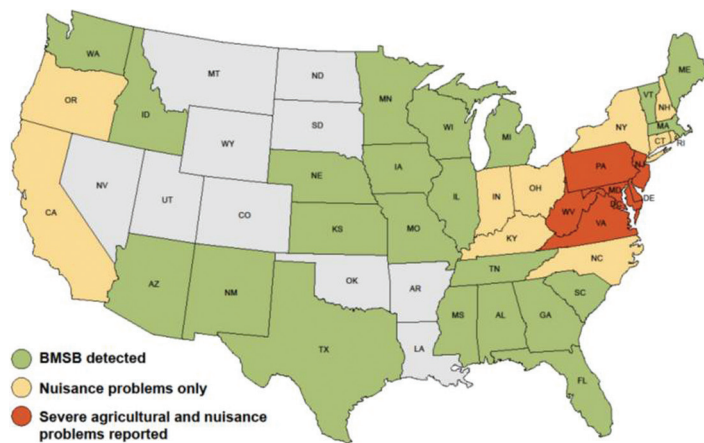 WA
MT
ND
MN
ME
VT
NH
OR
ID
SD
WI
MI
NY
MA
CT
RI
WY
IA
PA
NJ
NE
IL
IN
OH
MD
DE
NV
UT
CO
WV
VA
CA
KS
MO
KY
NC
TN
AZ
NM
OK
AR
SC
MS
AL
GA
TX
LA
FL
BMSB detected
Nuisance problems only
Severe agricultural and nuisance
problems reported